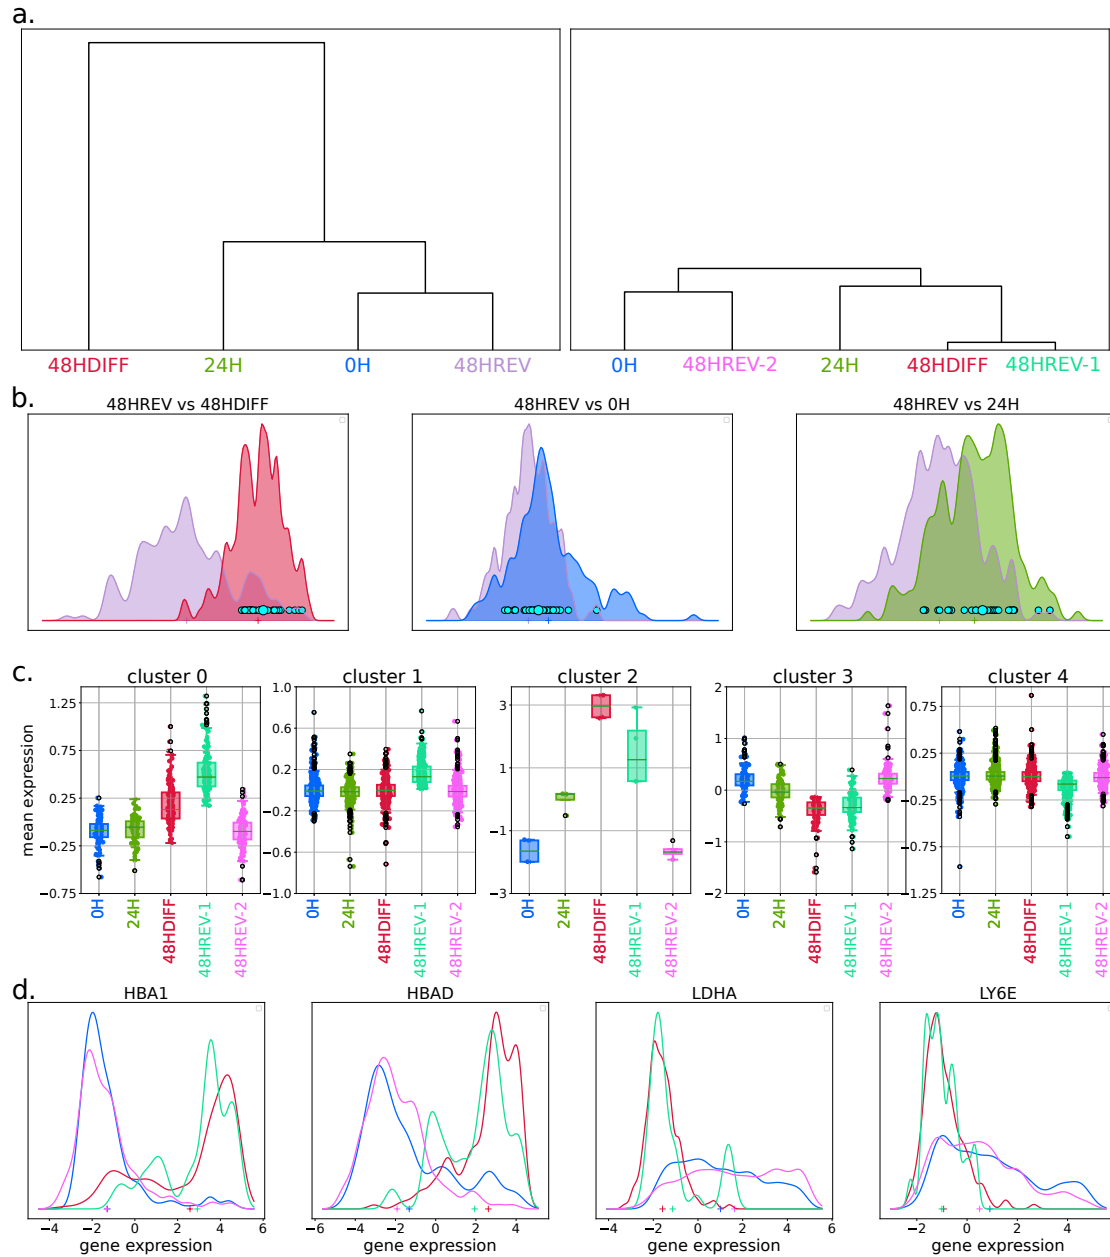 a.
48HDIFF 24H 0H 48HREV
0H 48HREV-2 24H 48HDIFF 48HREV-1
b.
48HREV vs 48HDIFF 48HREV vs 0H 48HREV vs 24H
c.
cluster 0 cluster 1 cluster 2 cluster 3 cluster 4
mean expression
1.25
0.75
0.25
−0.25
−0.75
1.0
0.6
0.2
−0.2
−0.6
−1.0
3
1
−1
−3
2
1
0
−1
−2
0.75
0.25
−0.25
−1.25
0H 24H 48HDIFF 48HREV-1 48HREV-2
0H 24H 48HDIFF 48HREV-1 48HREV-2
0H 24H 48HDIFF 48HREV-1 48HREV-2
0H 24H 48HDIFF 48HREV-1 48HREV-2
0H 24H 48HDIFF 48HREV-1 48HREV-2
d.
HBA1 HBAD LDHA LY6E
−4 −2 0 2 4 6
−6 −4 −2 0 2 4
−4 −2 0 2 4 6
−2 0 2 4
gene expression gene expression gene expression gene expression